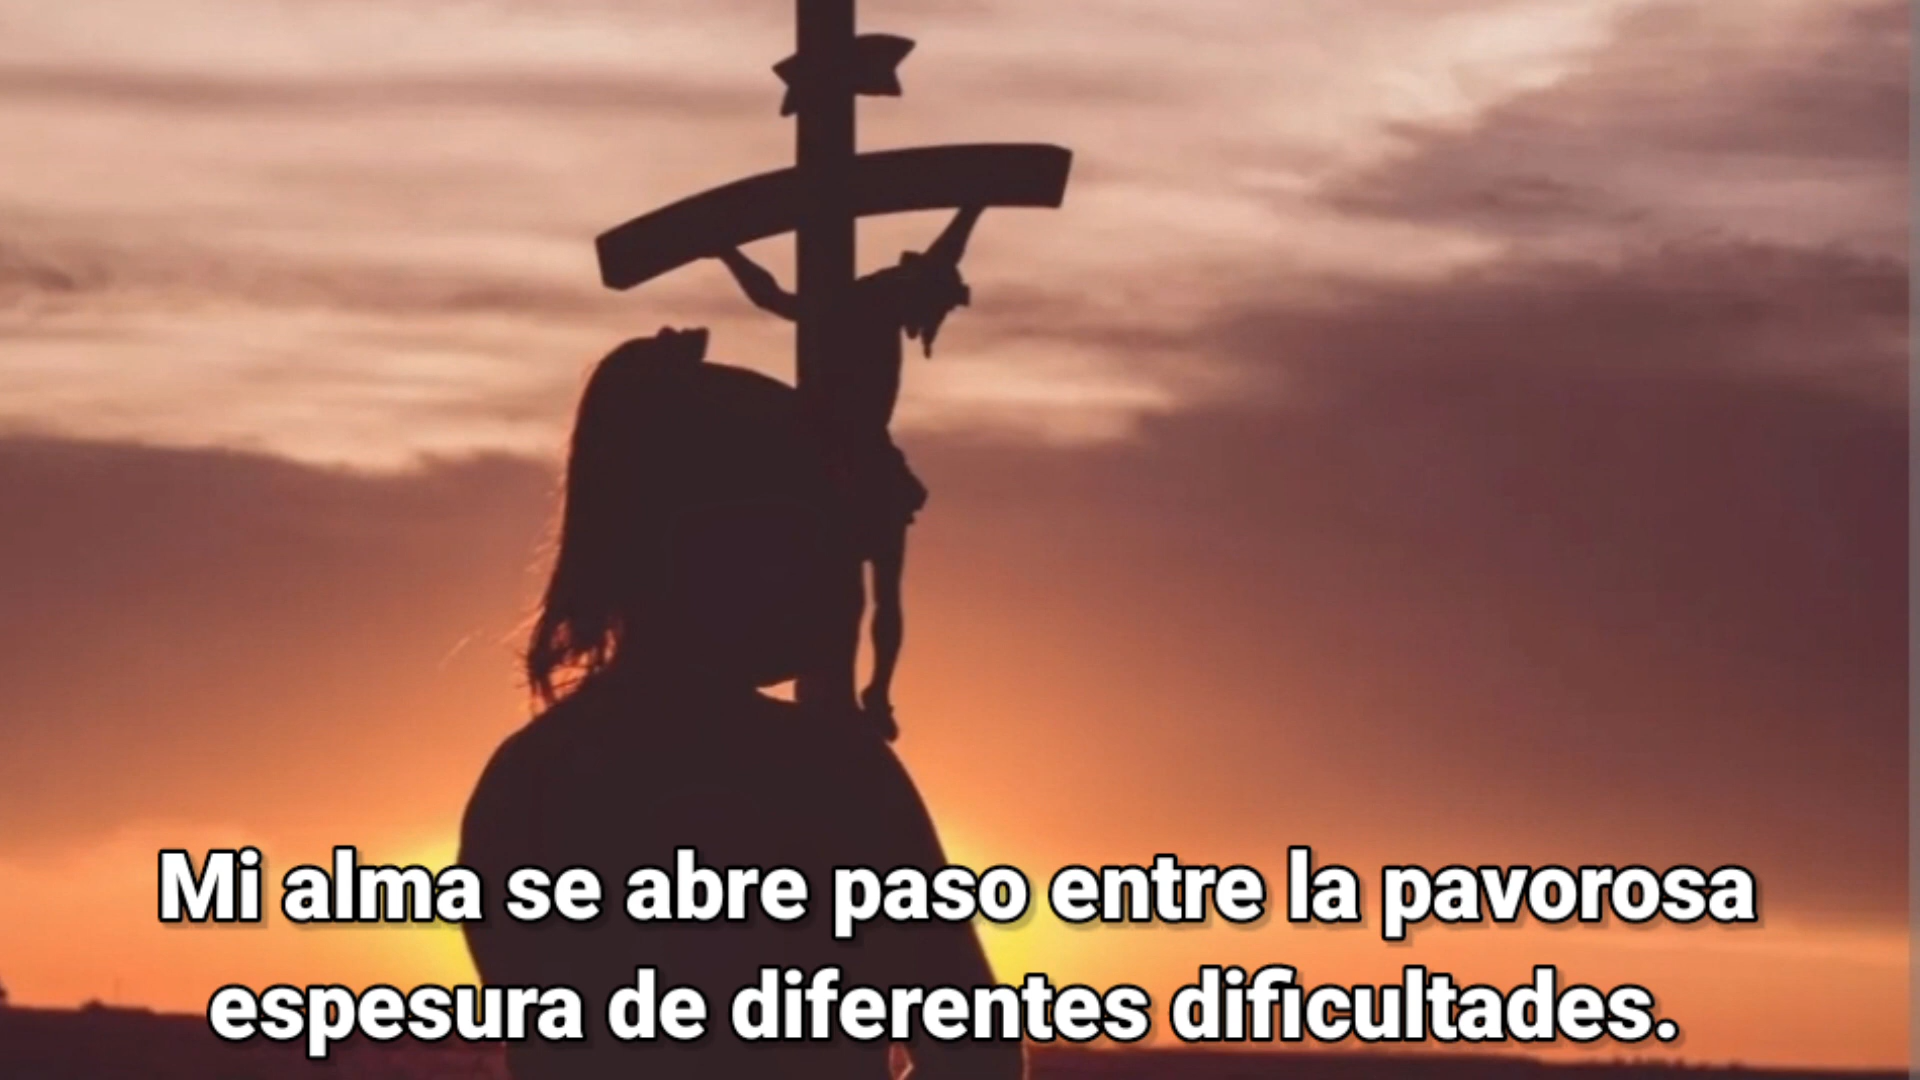 Mi alma se abre paso entre la pavorosa
espesura de diferentes dificultades.